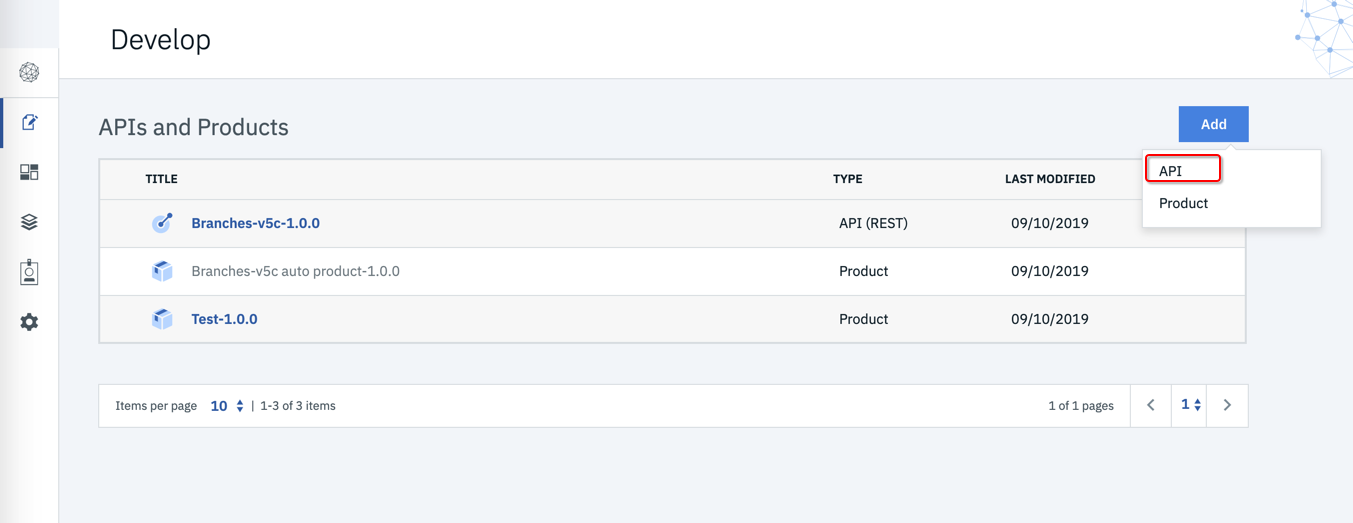 Develop
APIs and Products
Add
API
Product
TITLE TYPE LAST MODIFIED
Branches-v5c-1.0.0 API (REST) 09/10/2019
Branches-v5c auto product-1.0.0 Product 09/10/2019
Test-1.0.0 Product 09/10/2019
Items per page 10 | 1-3 of 3 items 1 of 1 pages 1